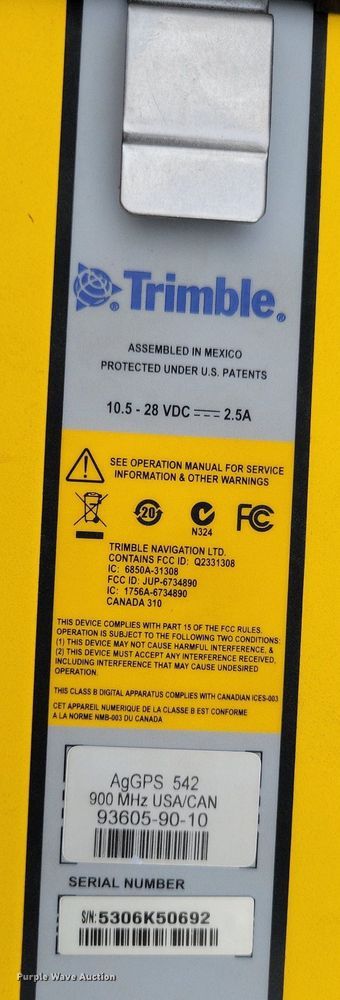 Trimble®
ASSEMBLED IN MEXICO
PROTECTED UNDER U.S. PATENTS
10.5 - 28 VDC ⎓ 2.5A
SEE OPERATION MANUAL FOR SERVICE
INFORMATION & OTHER WARNINGS
20
N324
FC
TRIMBLE NAVIGATION LTD.
CONTAINS FCC ID: Q2331308
IC: 6850A-31308
FCC ID: JUP-6734890
IC: 1756A-6734890
CANADA 310
THIS DEVICE COMPLIES WITH PART 15 OF THE FCC RULES.
OPERATION IS SUBJECT TO THE FOLLOWING TWO CONDITIONS:
(1) THIS DEVICE MAY NOT CAUSE HARMFUL INTERFERENCE, &
(2) THIS DEVICE MUST ACCEPT ANY INTERFERENCE RECEIVED,
INCLUDING INTERFERENCE THAT MAY CAUSE UNDESIRED
OPERATION.
THIS CLASS B DIGITAL APPARATUS COMPLIES WITH CANADIAN ICES-003
CET APPAREIL NUMERIQUE DE LA CLASSE B EST CONFORME
A LA NORME NMB-003 DU CANADA
AgGPS 542
900 MHz USA/CAN
93605-90-10
SERIAL NUMBER
S/N:5306K50692
Purple Wave Auction